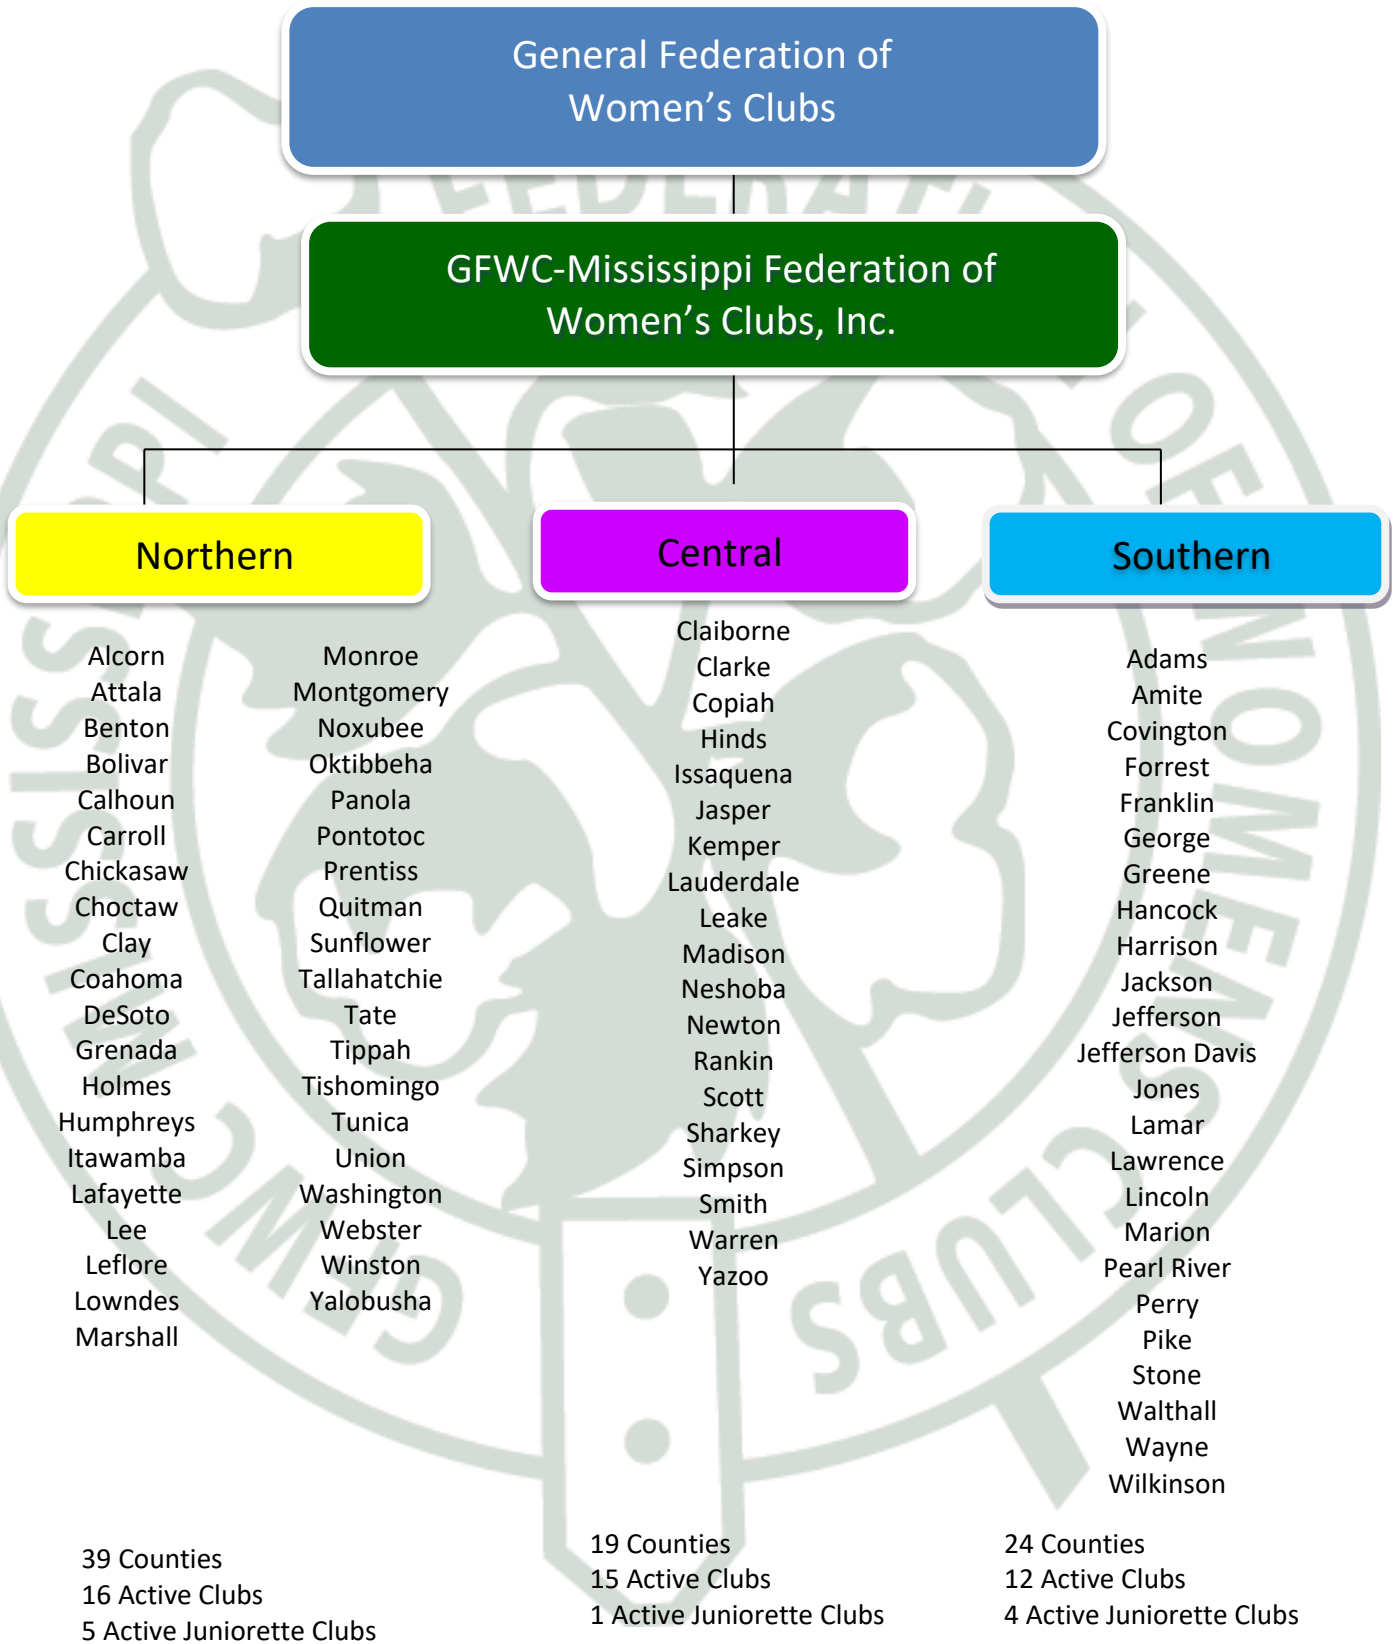 General Federation of
Women's Clubs
GFWC-Mississippi Federation of
Women's Clubs, Inc.
Northern
Alcorn
Attala
Benton
Bolivar
Calhoun
Carroll
Chickasaw
Choctaw
Clay
Coahoma
DeSoto
Grenada
Holmes
Humphreys
Itawamba
Lafayette
Lee
Leflore
Lowndes
Marshall
Monroe
Montgomery
Noxubee
Oktibbeha
Panola
Pontotoc
Prentiss
Quitman
Sunflower
Tallahatchie
Tate
Tippah
Tishomingo
Tunica
Union
Washington
Webster
Winston
Yalobusha
39 Counties
16 Active Clubs
5 Active Juniorette Clubs
Central
Claiborne
Clarke
Copiah
Hinds
Issaquena
Jasper
Kemper
Lauderdale
Leake
Madison
Neshoba
Newton
Rankin
Scott
Sharkey
Simpson
Smith
Warren
Yazoo
19 Counties
15 Active Clubs
1 Active Juniorette Clubs
Southern
Adams
Amite
Covington
Forrest
Franklin
George
Greene
Hancock
Harrison
Jackson
Jefferson
Jefferson Davis
Jones
Lamar
Lawrence
Lincoln
Marion
Pearl River
Perry
Pike
Stone
Walthall
Wayne
Wilkinson
24 Counties
12 Active Clubs
4 Active Juniorette Clubs
GFWC MISSISSIPPI FEDERATION OF WOMENS CLUBS